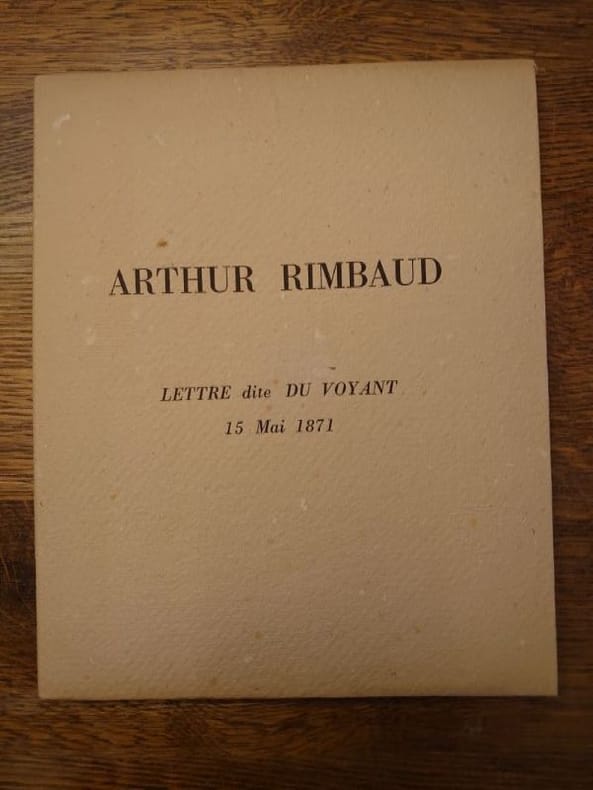 ARTHUR RIMBAUD
LETTRE dite DU VOYANT
15 Mai 1871